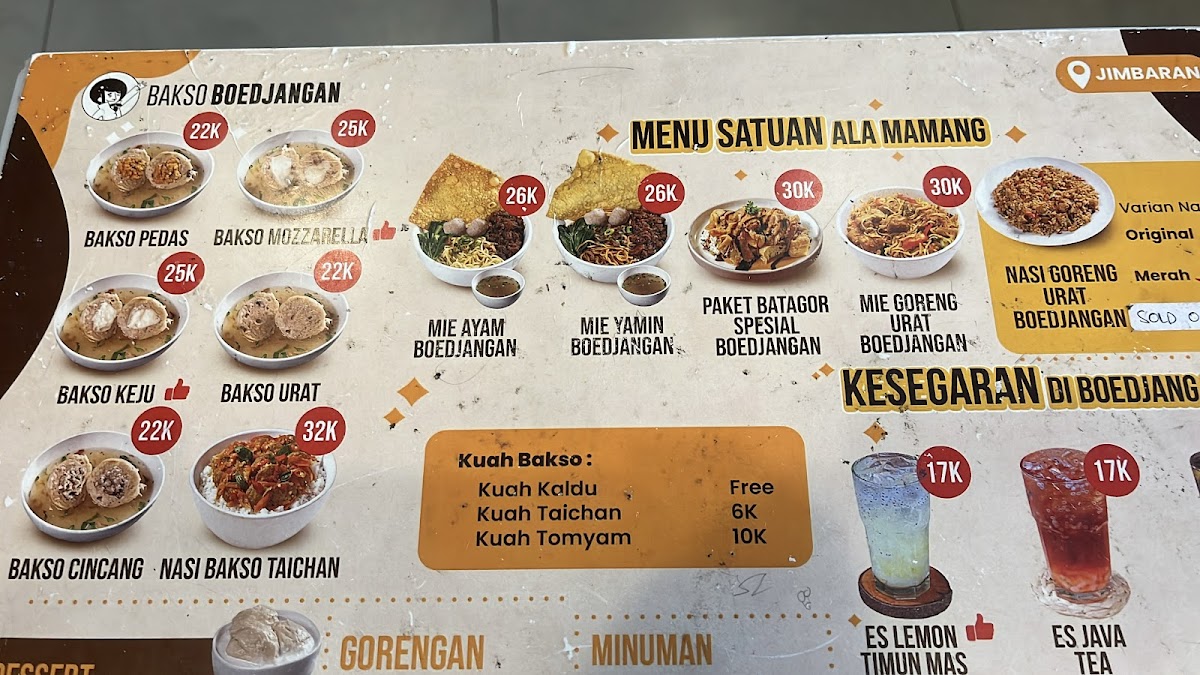 BAKSO BOEDJANGAN
JIMBARAN
22K
25K
BAKSO PEDAS
BAKSO MOZZARELLA
25K
22K
BAKSO KEJU
BAKSO URAT
22K
32K
BAKSO CINCANG
NASI BAKSO TAICHAN
MENU SATUAN ALA MAMANG
26K
26K
30K
30K
MIE AYAM
BOEDJANGAN
MIE YAMIN
BOEDJANGAN
PAKET BATAGOR
SPESIAL
BOEDJANGAN
MIE GORENG
URAT
BOEDJANGAN
NASI GORENG
URAT
BOEDJANGAN
Varian Na
Original
Merah
SOLD O
Kuah Bakso :
Kuah Kaldu Free
Kuah Taichan 6K
Kuah Tomyam 10K
KESEGARAN DI BOEDJANG
17K
17K
ES LEMON
TIMUN MAS
ES JAVA
TEA
DESSERT
GORENGAN
MINUMAN